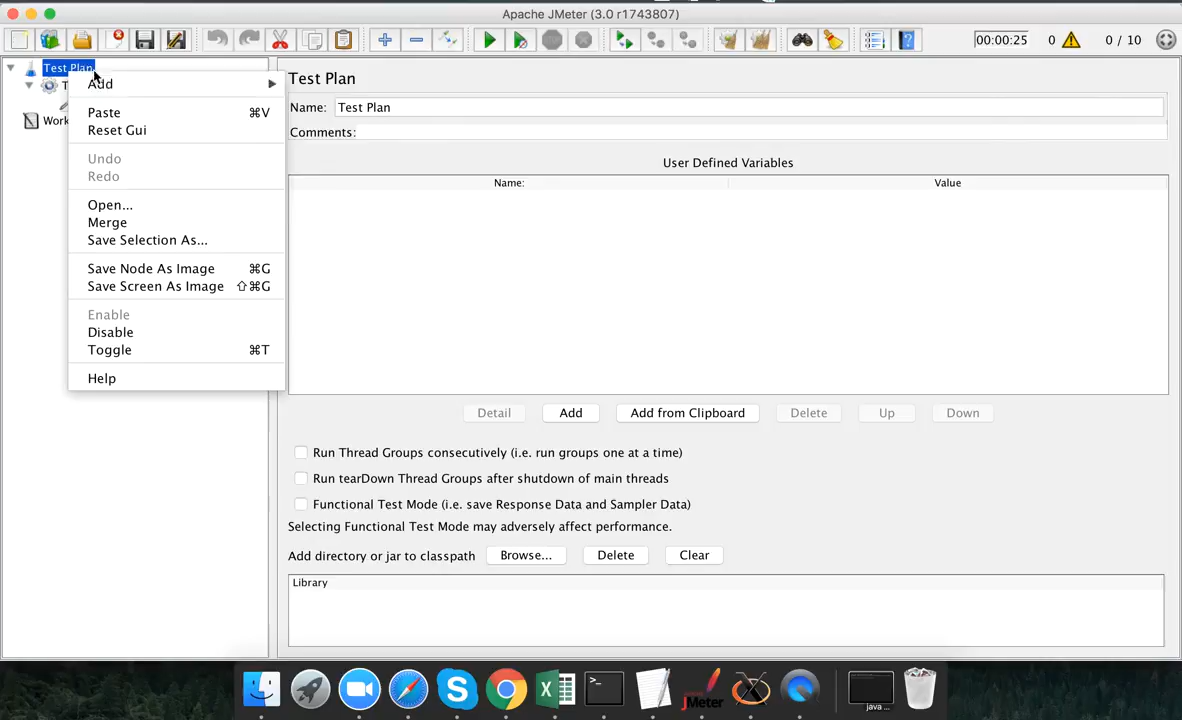 Apache JMeter (3.0 r1743807)
00:00:25 0 0 / 10
Test Plan
T
Work
Add
Paste ⌘V
Reset Gui
Undo
Redo
Open...
Merge
Save Selection As...
Save Node As Image ⌘G
Save Screen As Image ⇧⌘G
Enable
Disable
Toggle ⌘T
Help
Test Plan
Name: Test Plan
Comments:
User Defined Variables
Name: Value
Detail Add Add from Clipboard Delete Up Down
Run Thread Groups consecutively (i.e. run groups one at a time)
Run tearDown Thread Groups after shutdown of main threads
Functional Test Mode (i.e. save Response Data and Sampler Data)
Selecting Functional Test Mode may adversely affect performance.
Add directory or jar to classpath Browse... Delete Clear
Library
JMeter
java ...